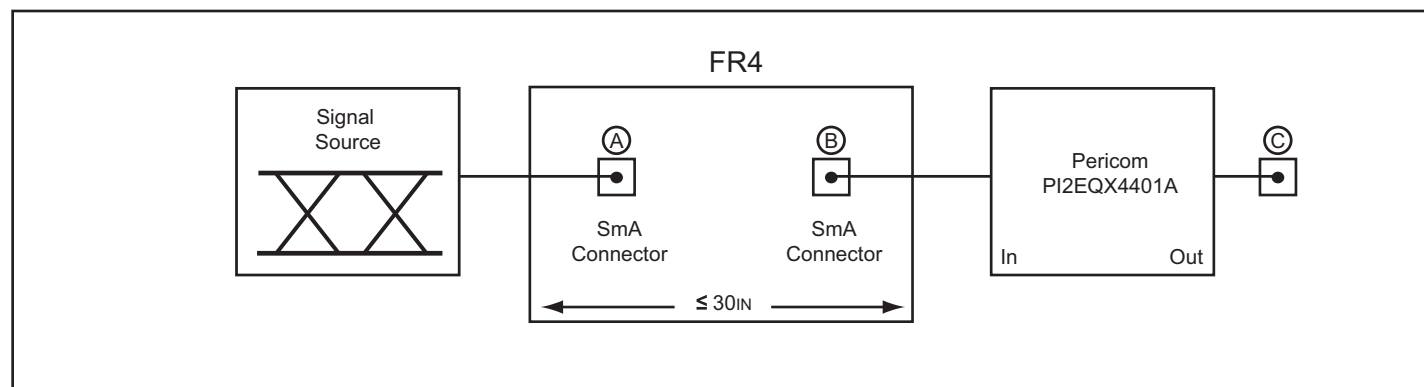 FR4
Signal
Source
A
B
C
Pericom
PI2EQX4401A
SmA
Connector
SmA
Connector
In
Out
≤ 30IN